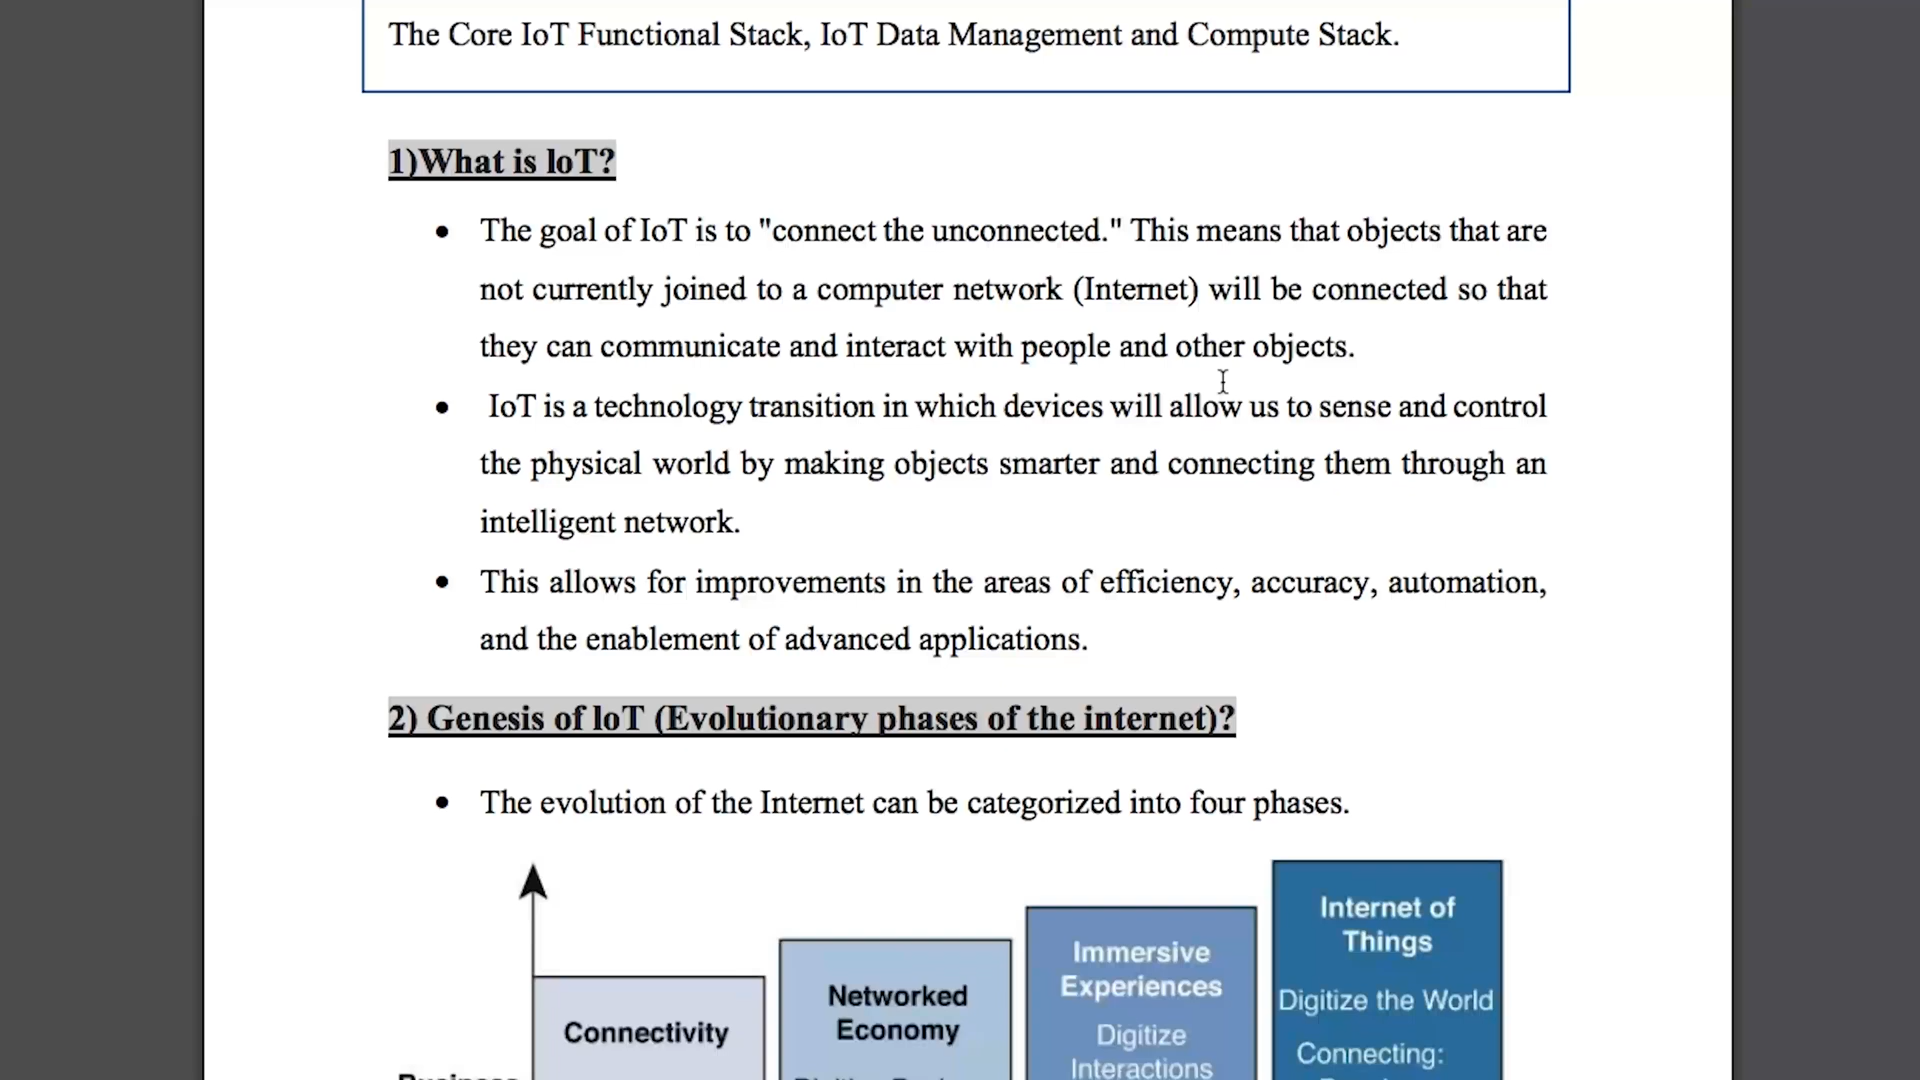 The Core IoT Functional Stack, IoT Data Management and Compute Stack.
1)What is loT?
• The goal of IoT is to "connect the unconnected." This means that objects that are
not currently joined to a computer network (Internet) will be connected so that
they can communicate and interact with people and other objects.
• IoT is a technology transition in which devices will allow us to sense and control
the physical world by making objects smarter and connecting them through an
intelligent network.
• This allows for improvements in the areas of efficiency, accuracy, automation,
and the enablement of advanced applications.
2) Genesis of loT (Evolutionary phases of the internet)?
• The evolution of the Internet can be categorized into four phases.
Connectivity
Networked
Economy
Immersive
Experiences
Digitize
Interactions
Internet of
Things
Digitize the World
Connecting: